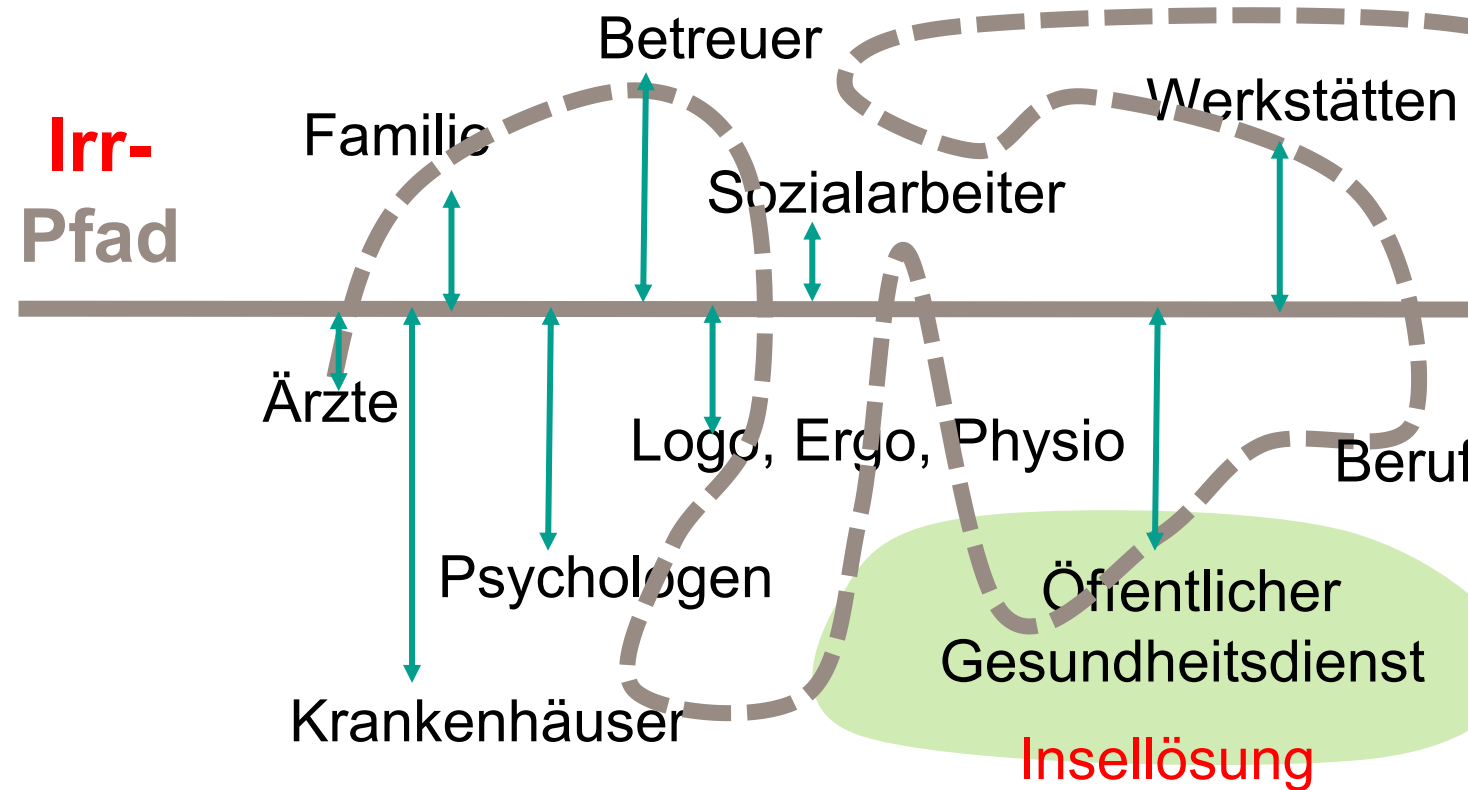 Betreuer
Werkstätten
Irr-
Familie
Sozialarbeiter
Pfad
Ärzte
Logo, Ergo, Physio
Beruf
Psychologen
Öffentlicher
Gesundheitsdienst
Krankenhäuser
Insellösung